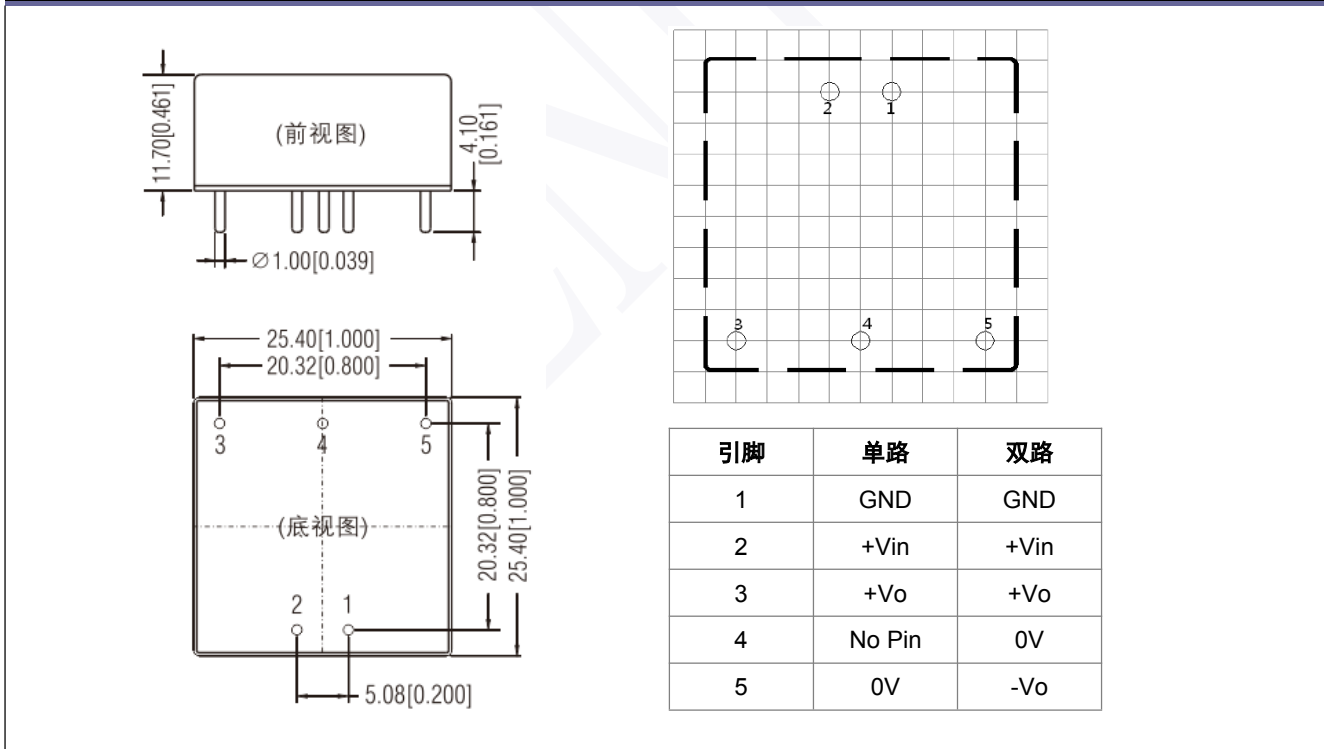 11.70[0.461]
(前视图)
4.10
[0.161]
∅1.00[0.039]
2
1
3
4
5
25.40[1.000]
20.32[0.800]
3
4
5
(底视图)
20.32[0.800]
25.40[1.000]
2
1
5.08[0.200]
引脚 单路 双路
1 GND GND
2 +Vin +Vin
3 +Vo +Vo
4 No Pin 0V
5 0V -Vo